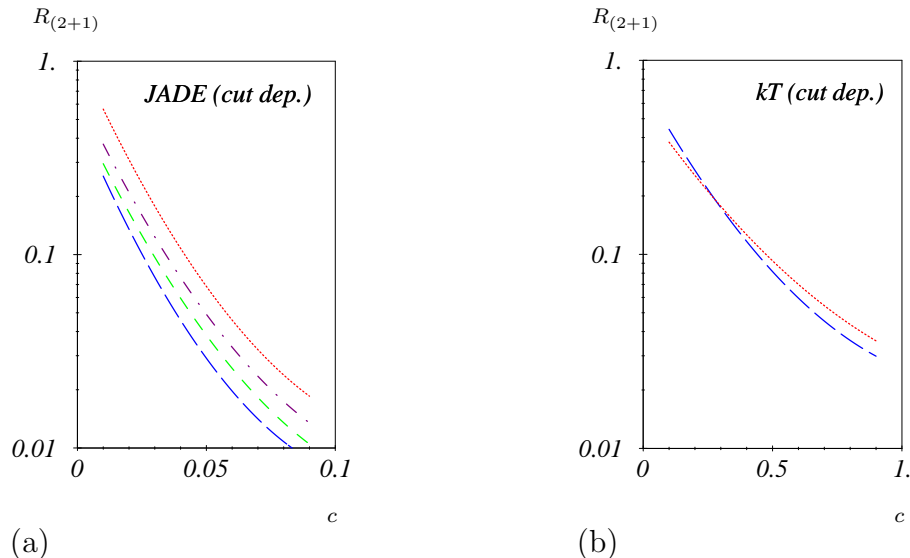 R(2+1)
1.
JADE (cut dep.)
0.1
0.01
0
0.05
0.1
c
(a)
R(2+1)
1.
kT (cut dep.)
0.1
0.01
0
0.5
1.
c
(b)